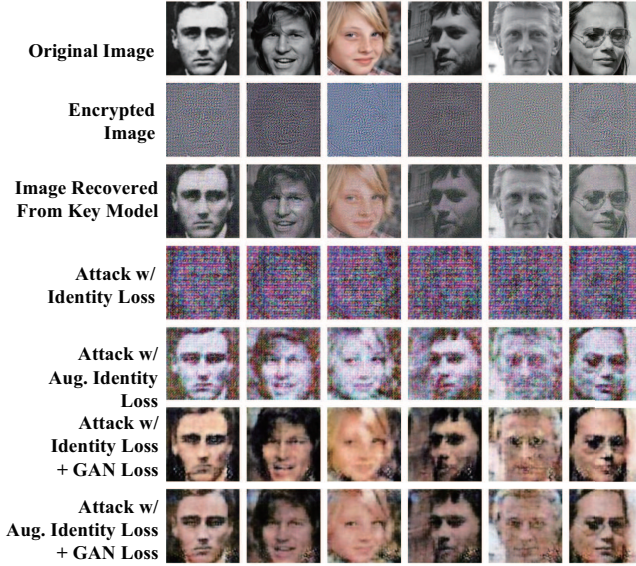 Original Image
Encrypted
Image
Image Recovered
From Key Model
Attack w/
Identity Loss
Attack w/
Aug. Identity
Loss
Attack w/
Identity Loss
+ GAN Loss
Attack w/
Aug. Identity Loss
+ GAN Loss